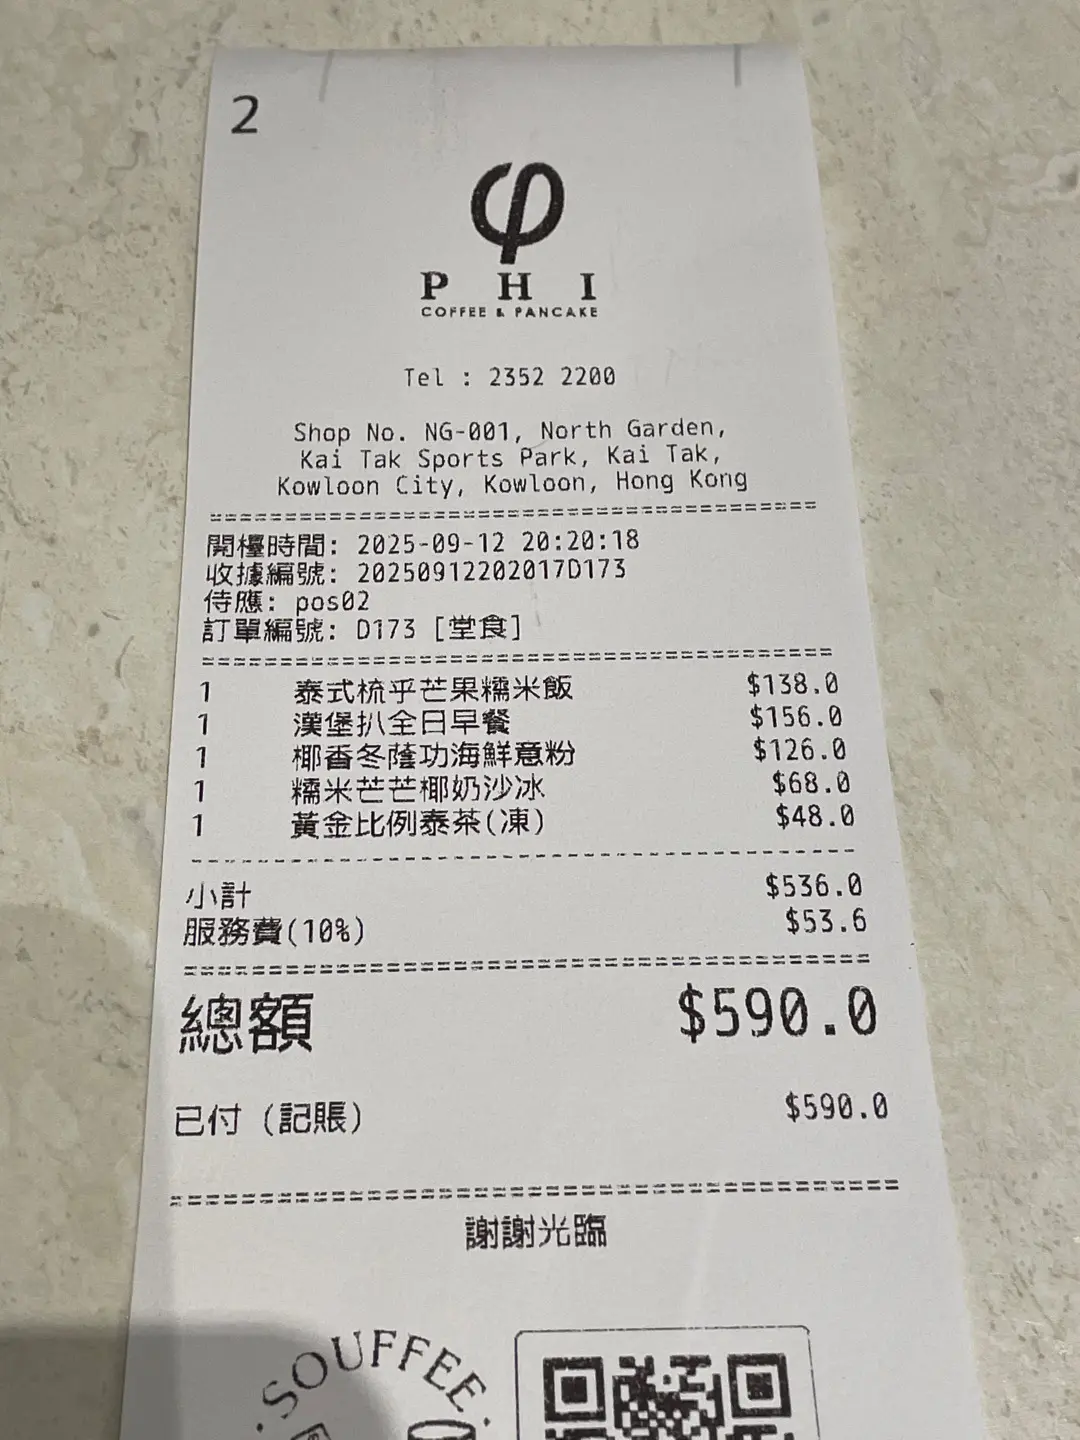 2
φ
PHI
COFFEE & PANCAKE
Tel : 2352 2200
Shop No. NG-001, North Garden,
Kai Tak Sports Park, Kai Tak,
Kowloon City, Kowloon, Hong Kong
開檯時間: 2025-09-12 20:20:18
收據編號: 20250912202017D173
侍應: pos02
訂單編號: D173 [堂食]
1 泰式梳乎芒果糯米飯 $138.0
1 漢堡扒全日早餐 $156.0
1 椰香冬蔭功海鮮意粉 $126.0
1 糯米芒芒椰奶沙冰 $68.0
1 黃金比例泰茶(凍) $48.0
小計 $536.0
服務費(10%) $53.6
總額 $590.0
已付 (記賬) $590.0
謝謝光臨
·SOUFFEE·